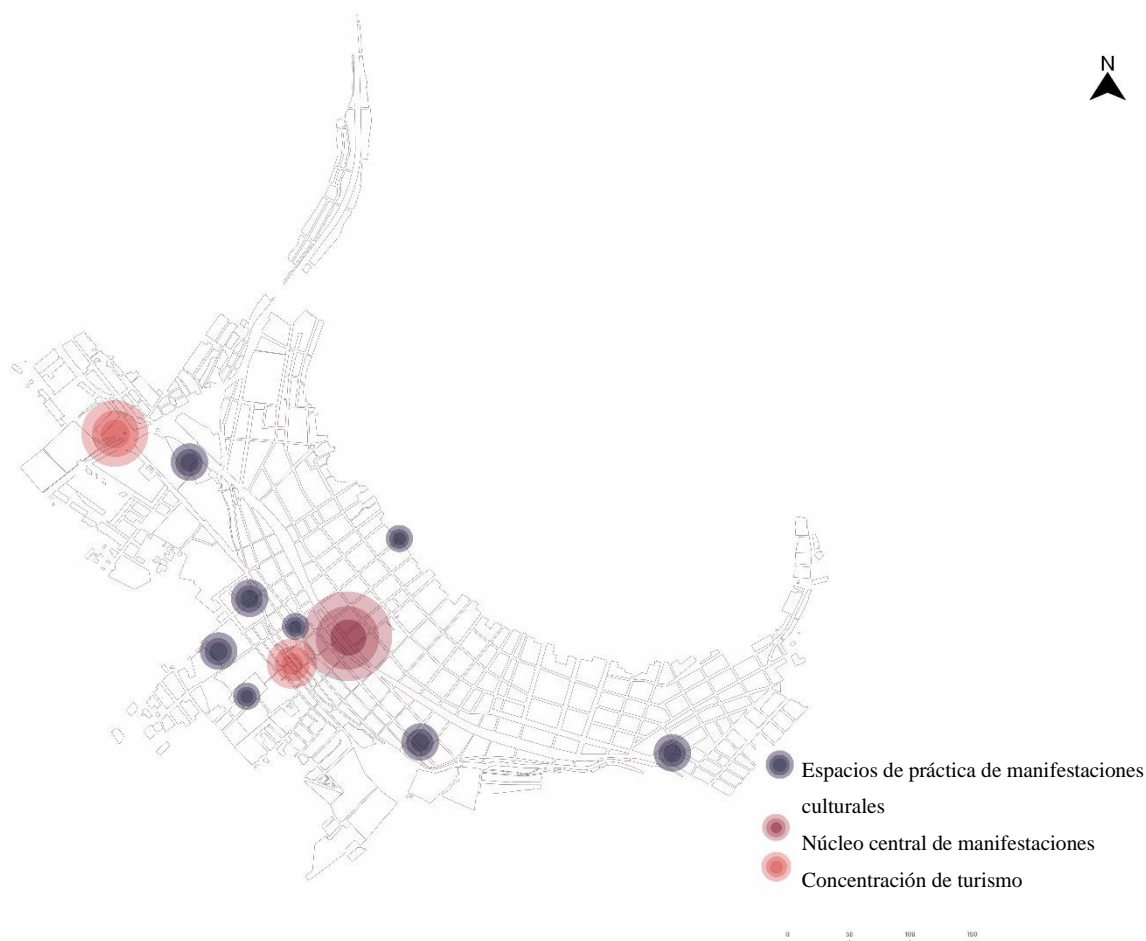 N
Espacios de práctica de manifestaciones
culturales
Núcleo central de manifestaciones
Concentración de turismo
0 50 100 150